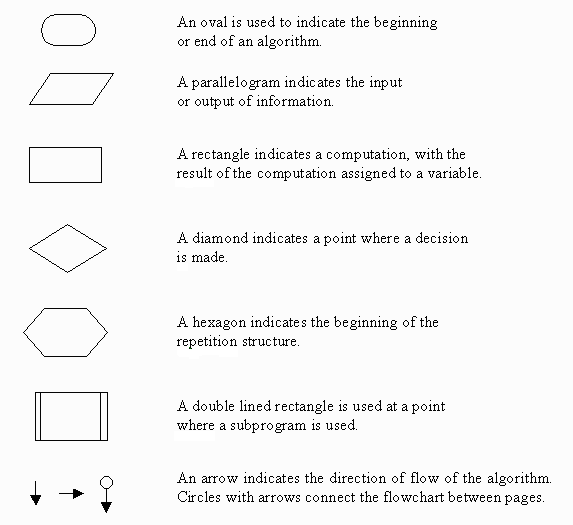 An oval is used to indicate the beginning
or end of an algorithm.
A parallelogram indicates the input
or output of information.
A rectangle indicates a computation, with the
result of the computation assigned to a variable.
A diamond indicates a point where a decision
is made.
A hexagon indicates the beginning of the
repetition structure.
A double lined rectangle is used at a point
where a subprogram is used.
An arrow indicates the direction of flow of the algorithm.
Circles with arrows connect the flowchart between pages.